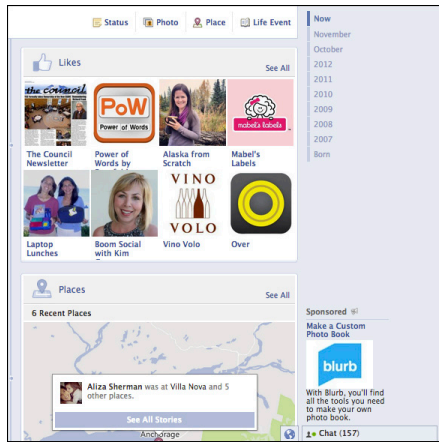 Status
Photo
Place
Life Event
Now
November
October
2012
2011
2010
2009
2008
2007
Born
Likes
See All
the Council
PoW
Power of Words
mabel's labels
The Council
Newsletter
Power of
Words by
Alaska from
Scratch
Mabel's
Labels
VINO
VOLO
Laptop
Lunches
Boom Social
with Kim
Vino Volo
Over
Places
See All
6 Recent Places
Aliza Sherman was at Villa Nova and 5
other places.
See All Stories
Anchorage
Sponsored
Make a Custom
Photo Book
blurb
With Blurb, you'll find
all the tools you need
to make your own
photo book.
Chat (157)